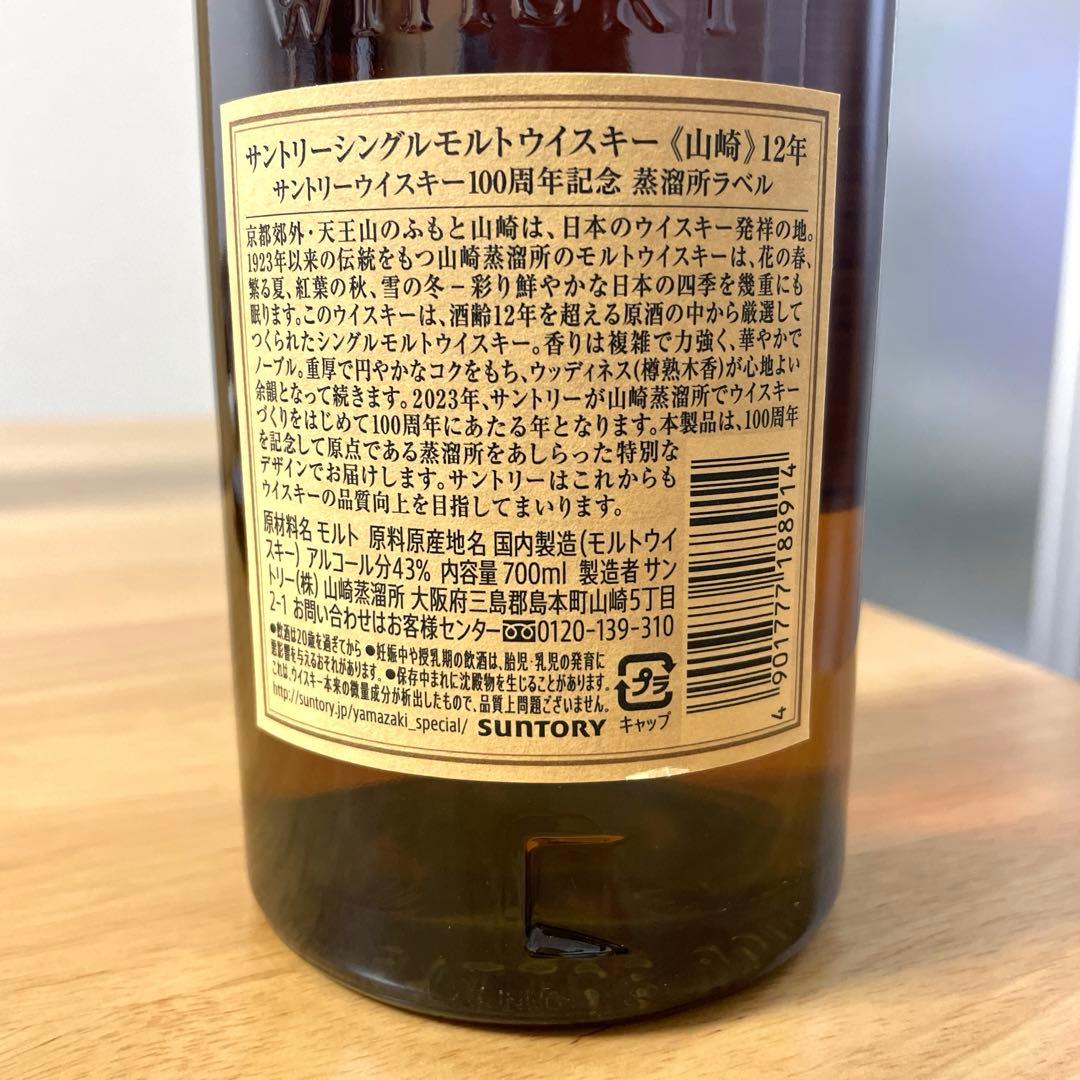 WHISKY
サントリーシングルモルトウイスキー《山崎》12年
サントリーウイスキー100周年記念 蒸溜所ラベル
京都郊外・天王山のふもと山崎は、日本のウイスキー発祥の地。
1923年以来の伝統をもつ山崎蒸溜所のモルトウイスキーは、花の春、
繁る夏、紅葉の秋、雪の冬－彩り鮮やかな日本の四季を幾重にも
眠ります。このウイスキーは、酒齢12年を超える原酒の中から厳選して
つくられたシングルモルトウイスキー。香りは複雑で力強く、華やかで
ノーブル。重厚で円やかなコクをもち、ウッディネス(樽熟木香)が心地よい
余韻となって続きます。2023年、サントリーが山崎蒸溜所でウイスキー
づくりをはじめて100周年にあたる年となります。本製品は、100周年
を記念して原点である蒸溜所をあしらった特別な
デザインでお届けします。サントリーはこれからも
ウイスキーの品質向上を目指してまいります。
原材料名 モルト 原料原産地名 国内製造(モルトウイ
スキー) アルコール分43% 内容量700ml 製造者 サン
トリー(株) 山崎蒸溜所 大阪府三島郡島本町山崎5丁目
2-1 お問い合わせはお客様センター0120-139-310
●飲酒は20歳を過ぎてから ●妊娠中や授乳期の飲酒は、胎児・乳児の発育に
悪影響を与えるおそれがあります。●保存中まれに沈殿物を生じることがあります。
これは、ウイスキー本来の微量成分が析出したもので、品質上問題ございません。
http://suntory.jp/yamazaki_special/ SUNTORY
プラ
キャップ
4 901777 188914